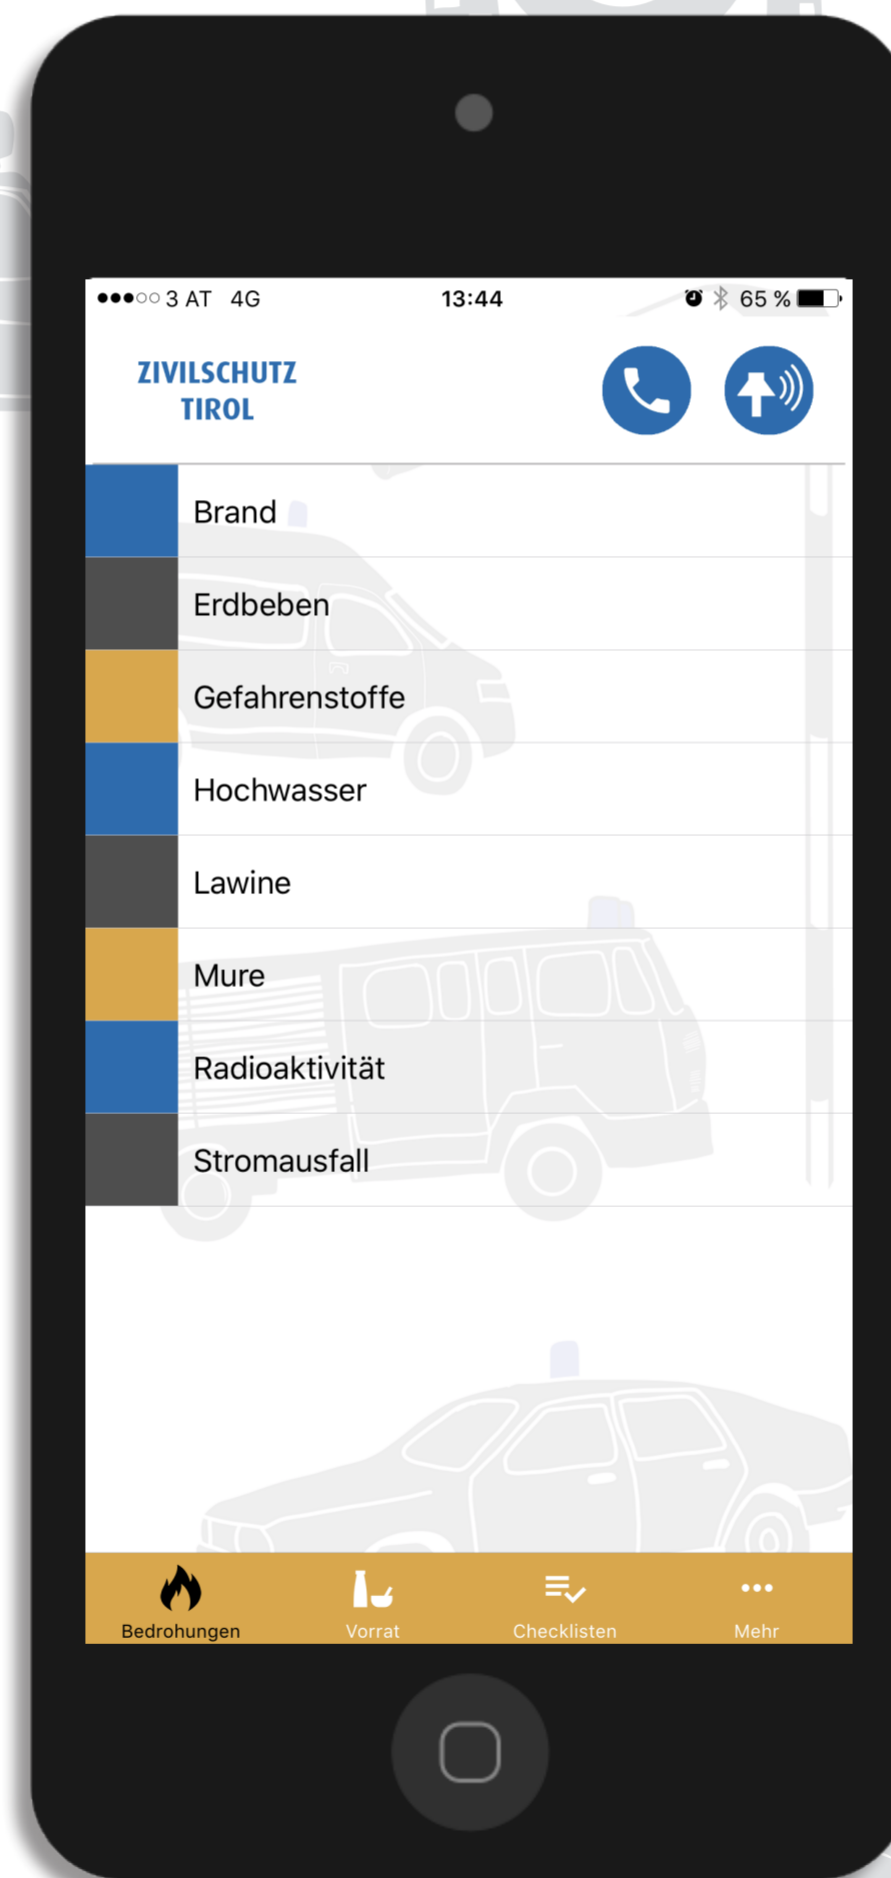 ●●●○○ 3 AT 4G 13:44 65 %
ZIVILSCHUTZ
TIROL
Brand
Erdbeben
Gefahrenstoffe
Hochwasser
Lawine
Mure
Radioaktivität
Stromausfall
Bedrohungen Vorrat Checklisten Mehr